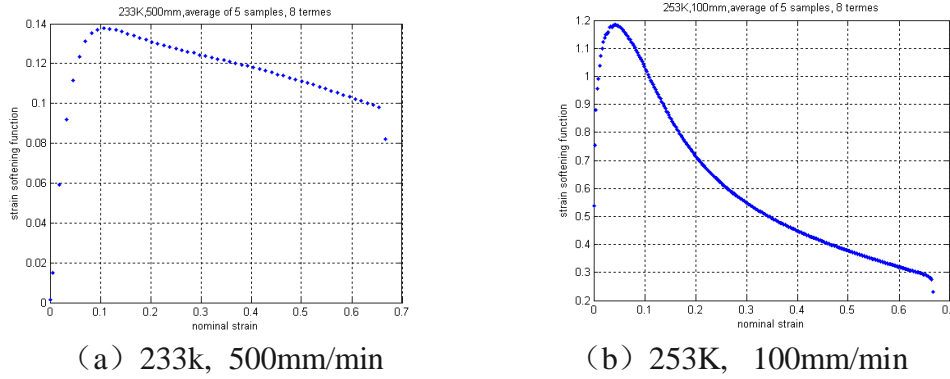 233K,500mm,average of 5 samples, 8 termes
0.14
0.12
0.1
0.08
0.06
0.04
0.02
0
strain softening function
0 0.1 0.2 0.3 0.4 0.5 0.6 0.7
nominal strain
（a）233k, 500mm/min
253K,100mm,average of 5 samples, 8 termes
1.2
1.1
1
0.9
0.8
0.7
0.6
0.5
0.4
0.3
0.2
strain softening function
0 0.1 0.2 0.3 0.4 0.5 0.6 0.7
nominal strain
（b）253K, 100mm/min